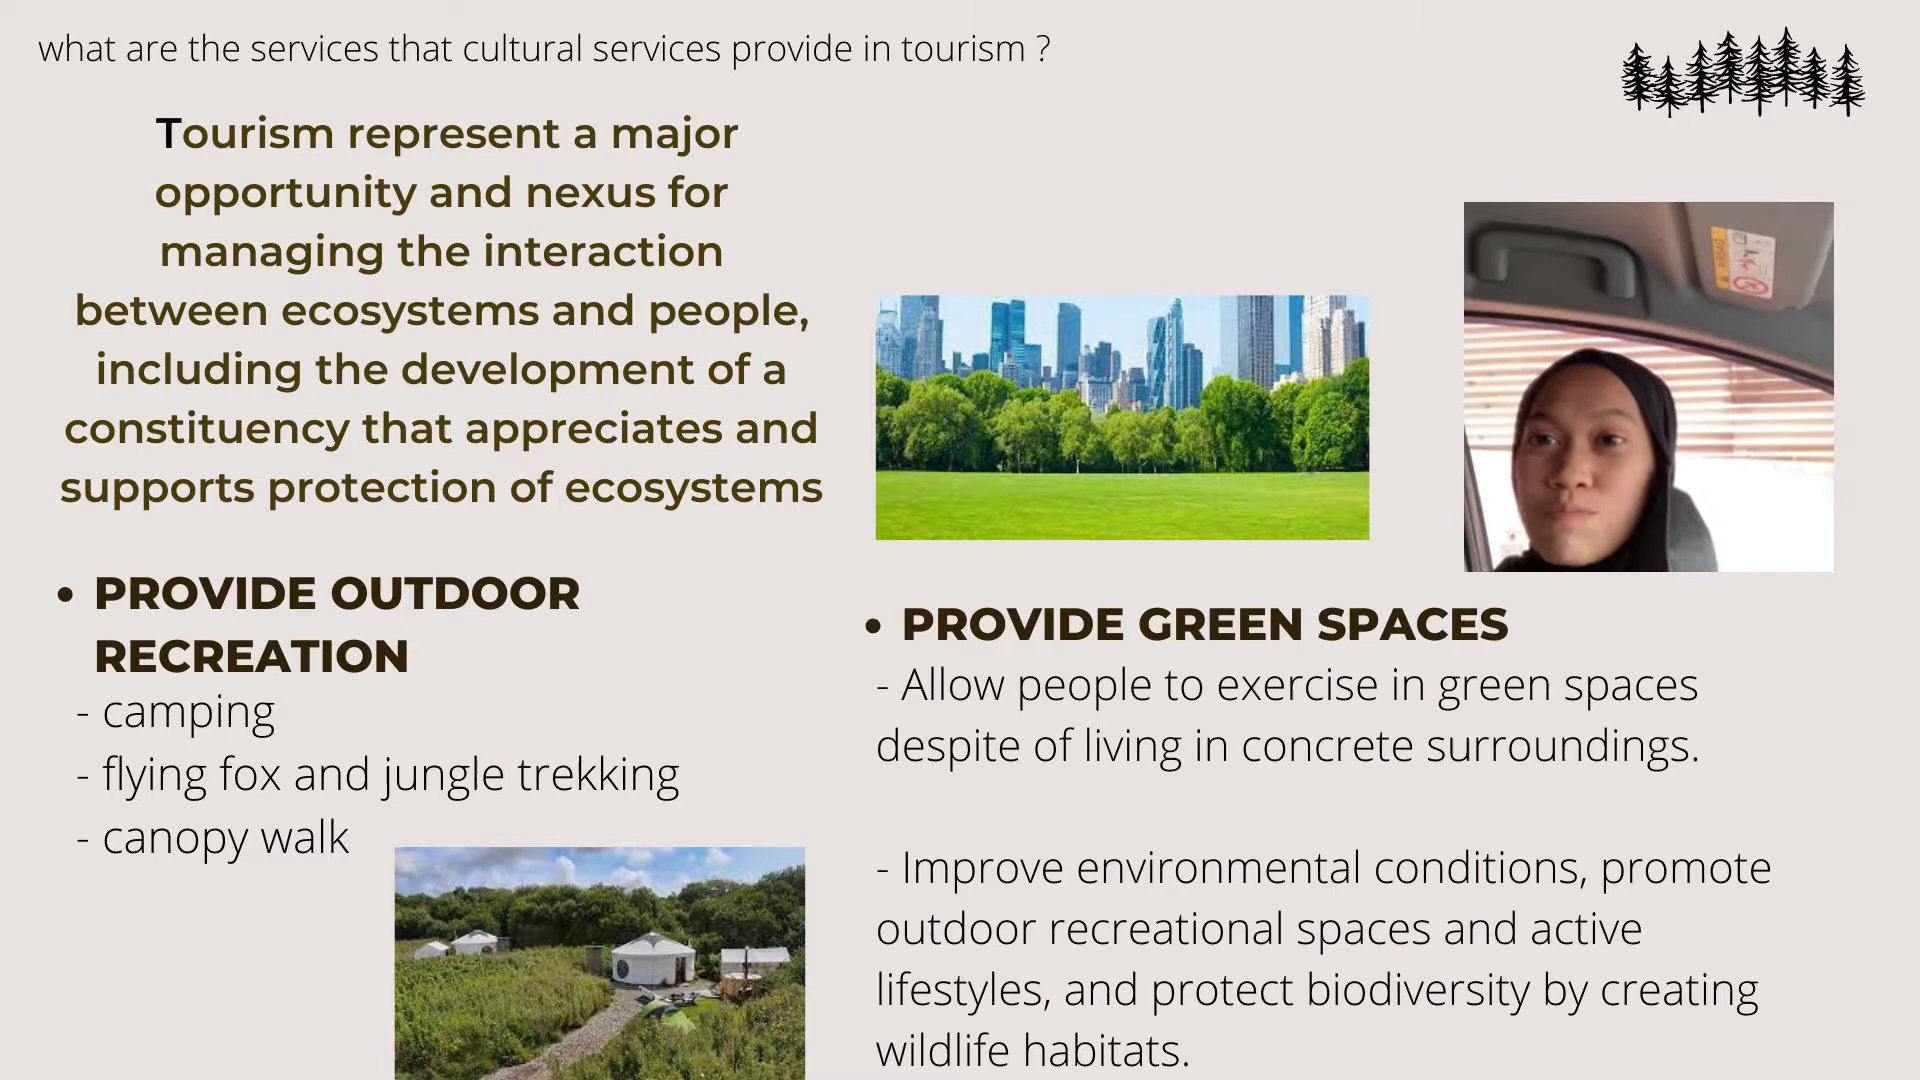 what are the services that cultural services provide in tourism ?
Tourism represent a major
opportunity and nexus for
managing the interaction
between ecosystems and people,
including the development of a
constituency that appreciates and
supports protection of ecosystems
• PROVIDE OUTDOOR
RECREATION
- camping
- flying fox and jungle trekking
- canopy walk
• PROVIDE GREEN SPACES
- Allow people to exercise in green spaces
despite of living in concrete surroundings.
- Improve environmental conditions, promote
outdoor recreational spaces and active
lifestyles, and protect biodiversity by creating
wildlife habitats.